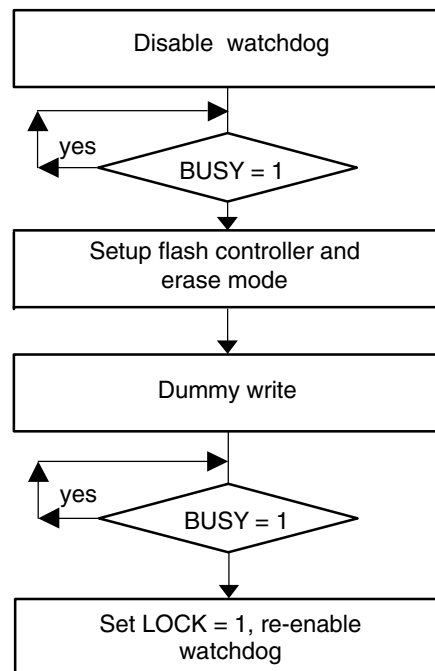 Disable watchdog
yes
BUSY = 1
Setup flash controller and
erase mode
Dummy write
yes
BUSY = 1
Set LOCK = 1, re-enable
watchdog